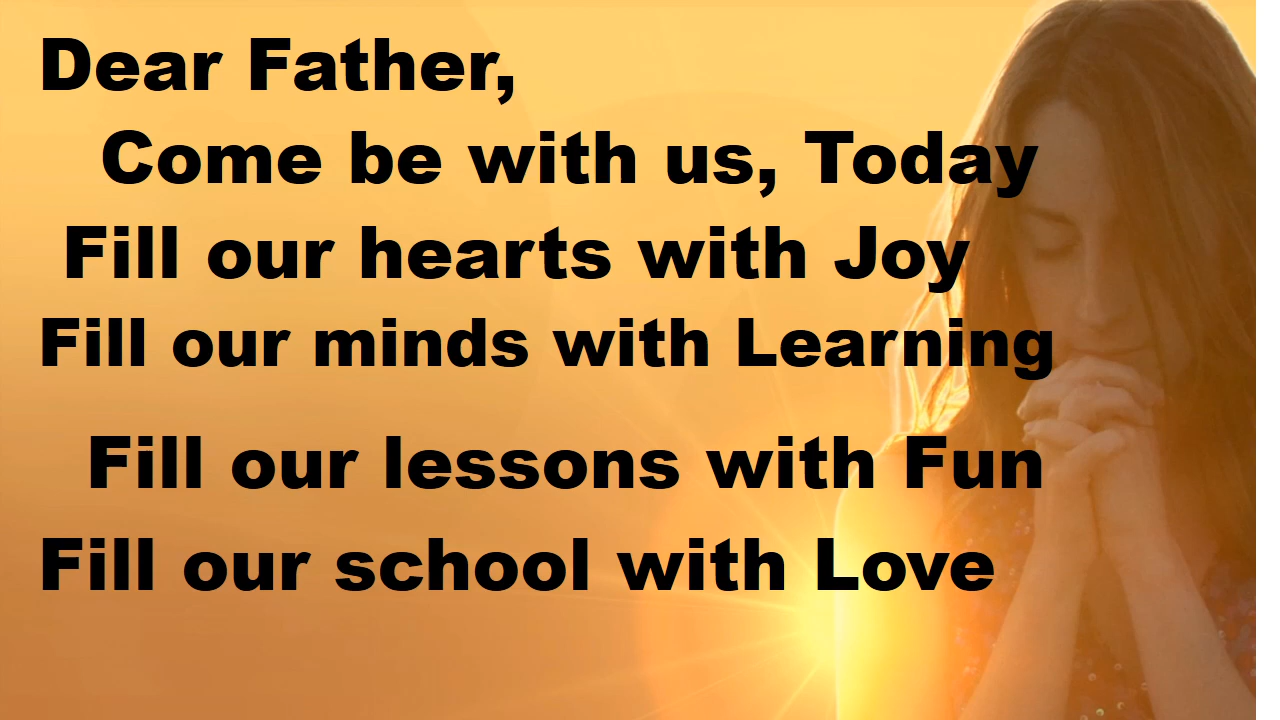 Dear Father,
Come be with us, Today
Fill our hearts with Joy
Fill our minds with Learning
Fill our lessons with Fun
Fill our school with Love